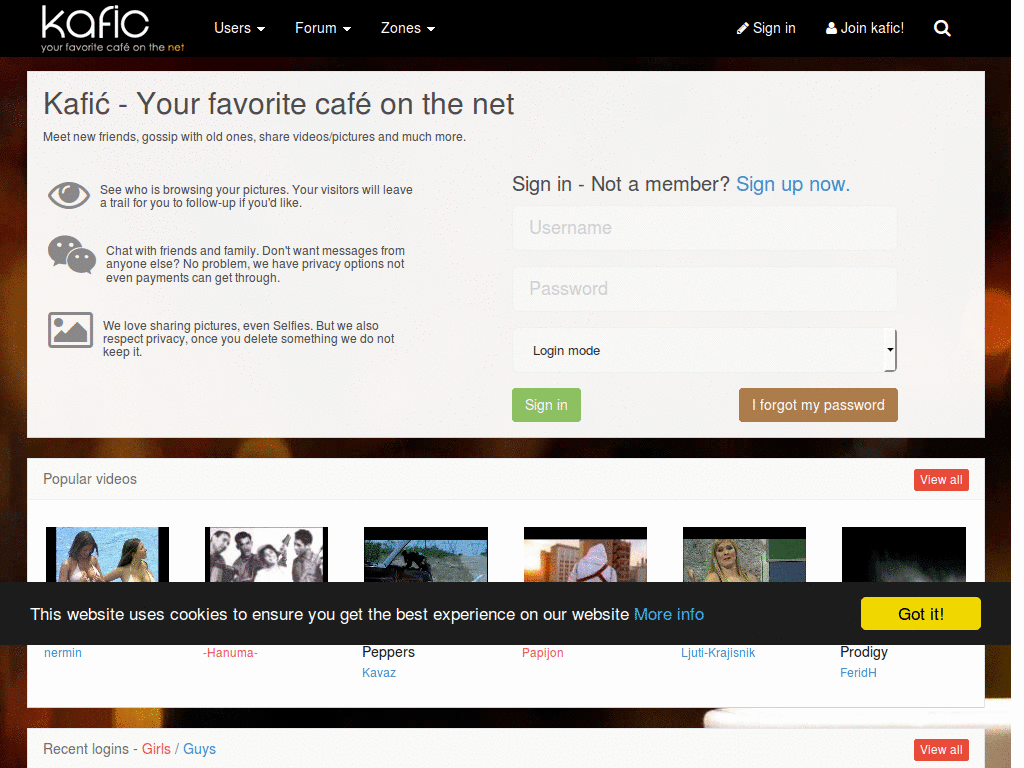 kafic
your favorite café on the net
Users
Forum
Zones
Sign in
Join kafic!
Kafić - Your favorite café on the net
Meet new friends, gossip with old ones, share videos/pictures and much more.
See who is browsing your pictures. Your visitors will leave
a trail for you to follow-up if you'd like.
Chat with friends and family. Don't want messages from
anyone else? No problem, we have privacy options not
even payments can get through.
We love sharing pictures, even Selfies. But we also
respect privacy, once you delete something we do not
keep it.
Sign in - Not a member? Sign up now.
Username
Password
Login mode
Sign in
I forgot my password
Popular videos
View all
This website uses cookies to ensure you get the best experience on our website More info
Got it!
nermin
-Hanuma-
Peppers
Kavaz
Papijon
Ljuti-Krajisnik
Prodigy
FeridH
Recent logins - Girls / Guys
View all